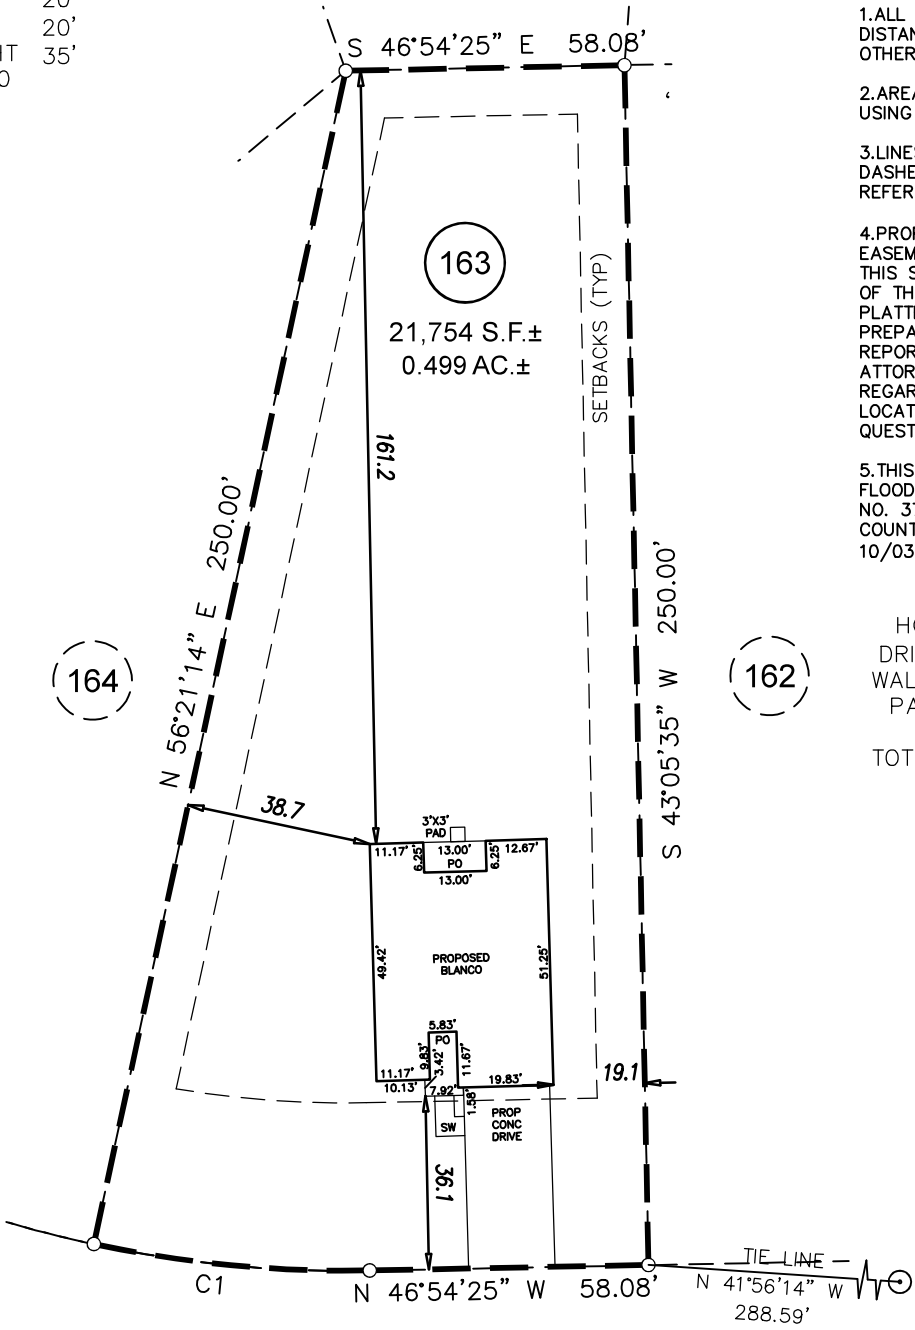 20'
20'
HT 35'
S 46°54'25" E 58.08'
163
21,754 S.F.±
0.499 AC.±
SETBACKS (TYP)
161.2
N 56°21'14" E 250.00'
S 43°05'35" W 250.00'
164
162
38.7
3'X3'
PAD
11.17'
6.25'
13.00'
PO
13.00'
6.25'
12.67'
49.42'
PROPOSED
BLANCO
51.25'
5.83'
PO
9.83'
3.42'
11.67'
11.17'
10.13'
7.92'
1.58'
19.83'
19.1
SW
PROP
CONC
DRIVE
36.1
C1
N 46°54'25" W 58.08'
TIE LINE
N 41°56'14" W
288.59'
1.ALL
DISTAN
OTHER
2.AREA
USING
3.LINES
DASHE
REFER
4.PROP
EASEM
THIS S
OF TH
PLATT
PREPA
REPOR
ATTOR
REGAR
LOCAT
QUEST
5.THIS
FLOOD
NO. 37
COUNT
10/03
HO
DRI
WAL
PA
TOT